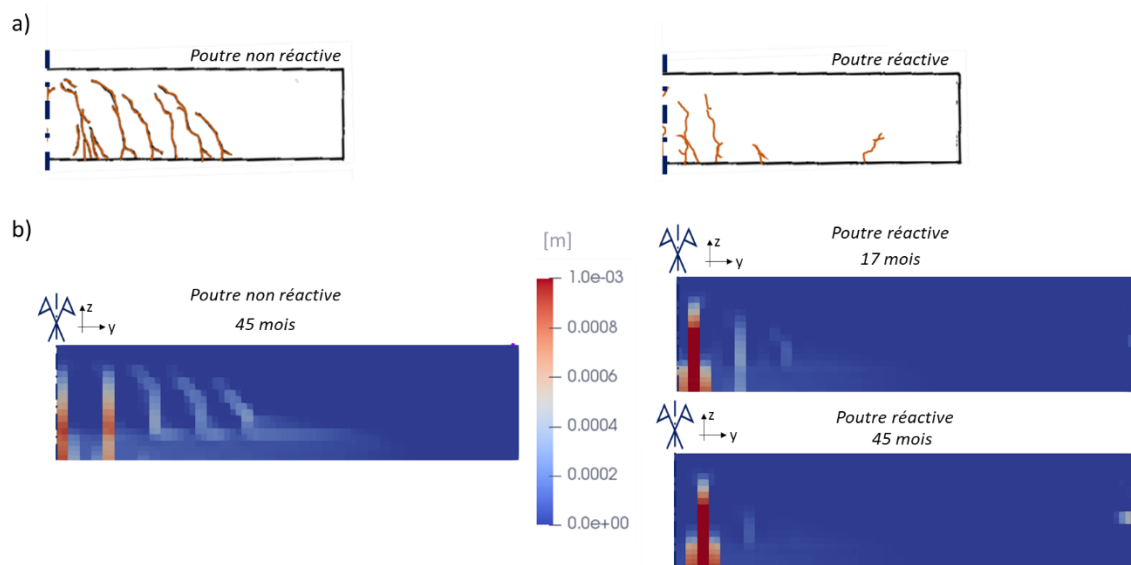 a)
Poutre non réactive
Poutre réactive
b)
z
y
Poutre non réactive
45 mois
[m]
1.0e-03
0.0008
0.0006
0.0004
0.0002
0.0e+00
z
y
Poutre réactive
17 mois
z
y
Poutre réactive
45 mois